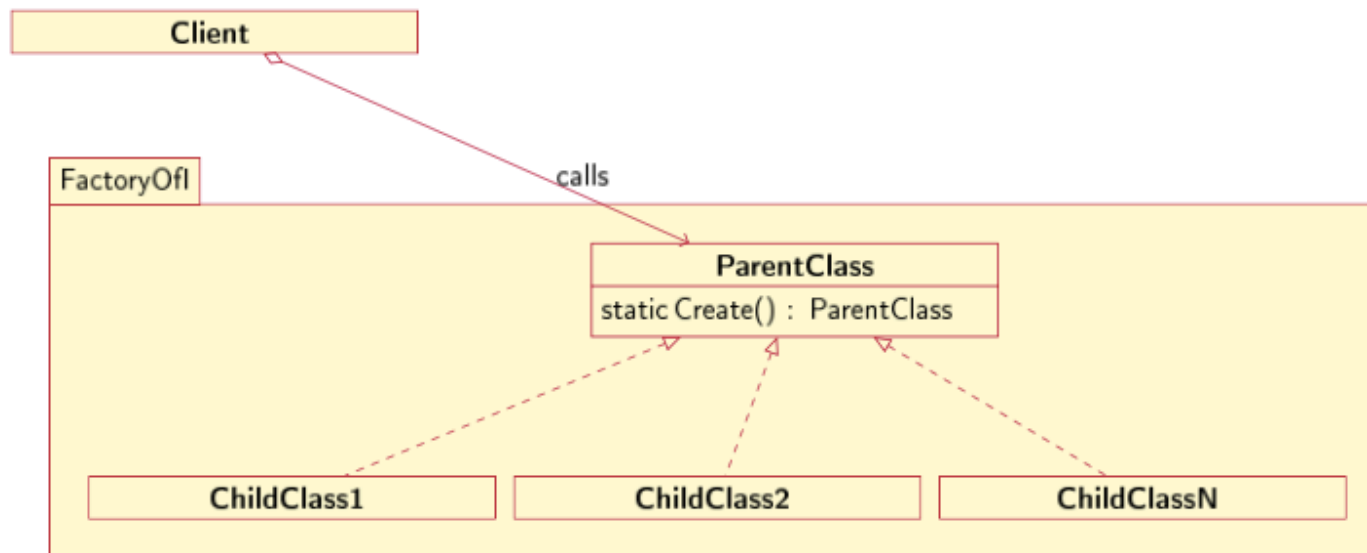 Client
calls
FactoryOfI
ParentClass
static Create() : ParentClass
ChildClass1
ChildClass2
ChildClassN